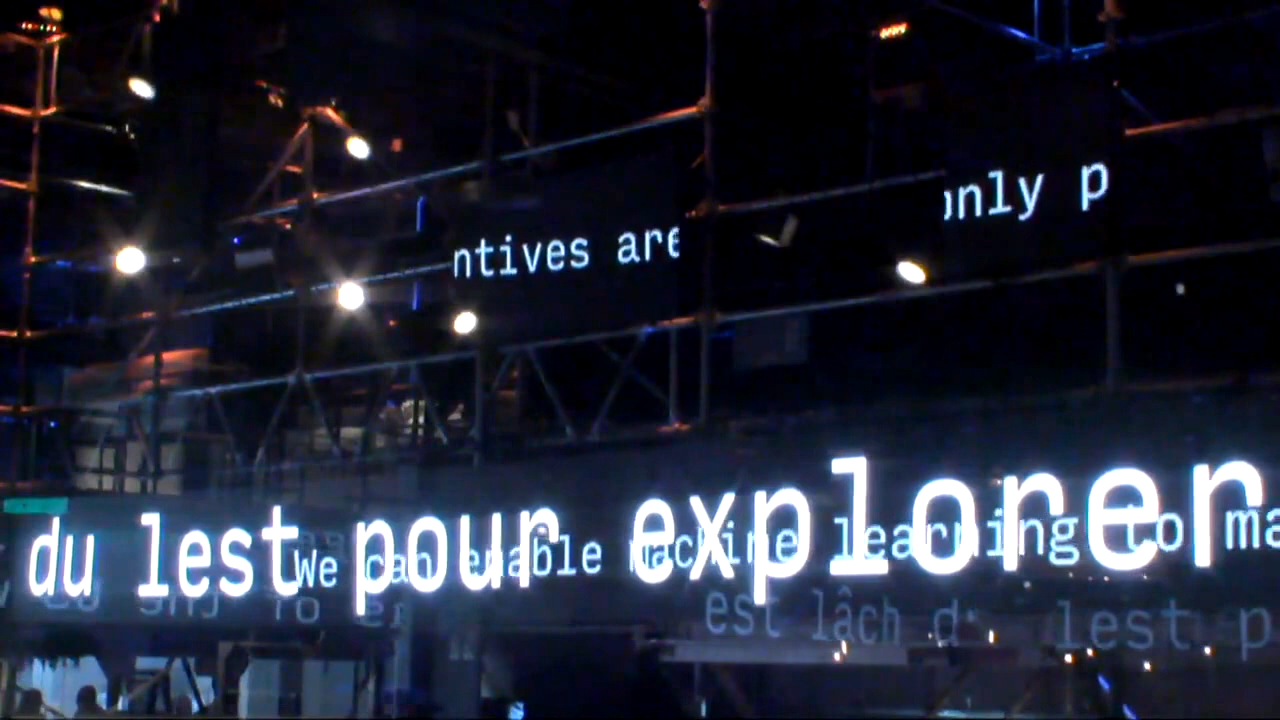 only p
ntives are
du lest pour explorer
We can enable machine learning to ma
est lâch d lest p